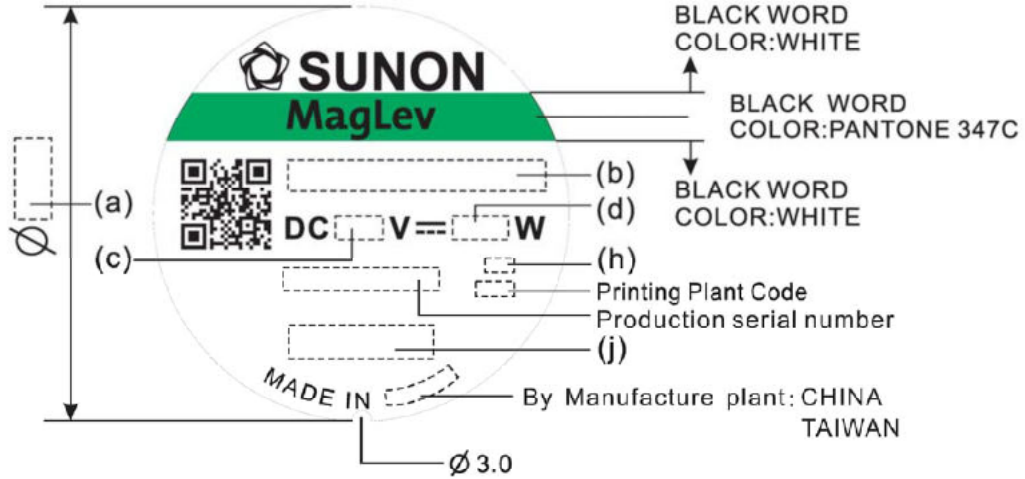 BLACK WORD
COLOR:WHITE
SUNON
MagLev
BLACK WORD
COLOR:PANTONE 347C
(a)
(b)
BLACK WORD
COLOR:WHITE
(d)
DC V⎓ W
Ø
(c)
(h)
Printing Plant Code
Production serial number
(j)
MADE IN
By Manufacture plant: CHINA
TAIWAN
Ø 3.0